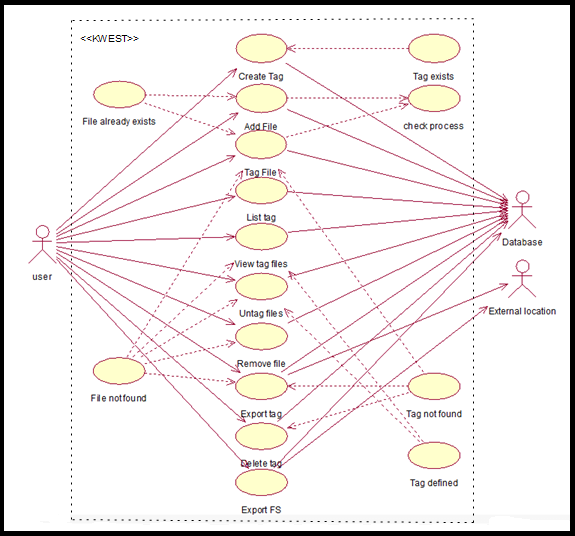 <<KWEST>>
Create Tag
Tag exists
File already exists
Add File
check process
Tag File
List tag
user
Database
View tag files
External location
Untag files
Remove file
File not found
Export tag
Tag not found
Delete tag
Tag defined
Export FS